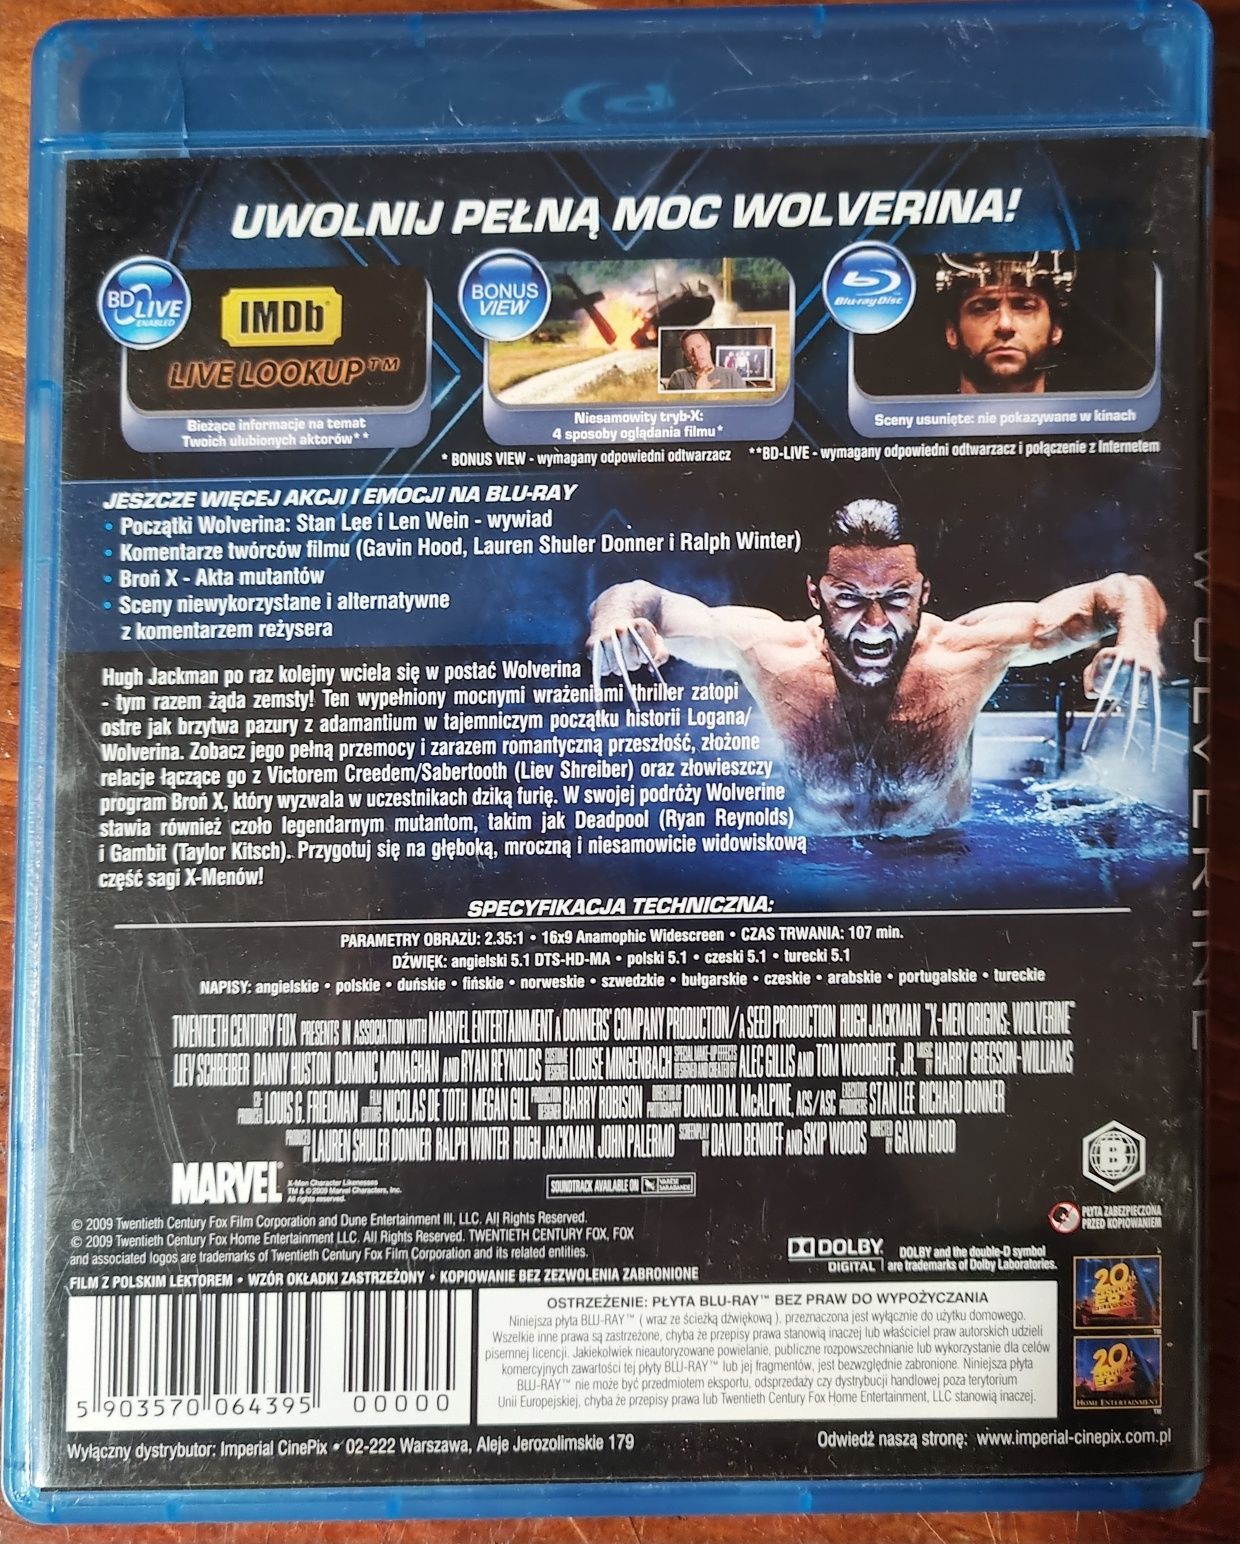 UWOLNIJ PEŁNĄ MOC WOLVERINA!
BD LIVE
ENABLED
IMDb
LIVE LOOKUP™
Bieżące informacje na temat
Twoich ulubionych aktorów**
BONUS
VIEW
Niesamowity tryb-X:
4 sposoby oglądania filmu*
Blu-ray Disc
Sceny usunięte: nie pokazywane w kinach
* BONUS VIEW - wymagany odpowiedni odtwarzacz **BD-LIVE - wymagany odpowiedni odtwarzacz i połączenie z Internetem
JESZCZE WIĘCEJ AKCJI I EMOCJI NA BLU-RAY
• Początki Wolverina: Stan Lee i Len Wein - wywiad
• Komentarze twórców filmu (Gavin Hood, Lauren Shuler Donner i Ralph Winter)
• Broń X - Akta mutantów
• Sceny niewykorzystane i alternatywne
z komentarzem reżysera
Hugh Jackman po raz kolejny wciela się w postać Wolverina
- tym razem żąda zemsty! Ten wypełniony mocnymi wrażeniami thriller zatopi
ostre jak brzytwa pazury z adamantium w tajemniczym początku historii Logana/
Wolverina. Zobacz jego pełną przemocy i zarazem romantyczną przeszłość, złożone
relacje łączące go z Victorem Creedem/Sabertooth (Liev Shreiber) oraz złowieszczy
program Broń X, który wyzwala w uczestnikach dziką furię. W swojej podróży Wolverine
stawia również czoło legendarnym mutantom, takim jak Deadpool (Ryan Reynolds)
i Gambit (Taylor Kitsch). Przygotuj się na głęboką, mroczną i niesamowicie widowiskową
część sagi X-Menów!
SPECYFIKACJA TECHNICZNA:
PARAMETRY OBRAZU: 2.35:1 • 16x9 Anamophic Widescreen • CZAS TRWANIA: 107 min.
DŹWIĘK: angielski 5.1 DTS-HD-MA • polski 5.1 • czeski 5.1 • turecki 5.1
NAPISY: angielskie • polskie • duńskie • fińskie • norweskie • szwedzkie • bułgarskie • czeskie • arabskie • portugalskie • tureckie
TWENTIETH CENTURY FOX PRESENTS IN ASSOCIATION WITH MARVEL ENTERTAINMENT A DONNERS' COMPANY PRODUCTION/A SEED PRODUCTION HUGH JACKMAN "X-MEN ORIGINS: WOLVERINE"
LIEV SCHREIBER DANNY HUSTON DOMINIC MONAGHAN AND RYAN REYNOLDS COSTUME DESIGNER LOUISE MINGENBACH SPECIAL MAKE-UP EFFECTS DESIGNED AND CREATED BY ALEC GILLIS AND TOM WOODRUFF, JR. MUSIC BY HARRY GREGSON-WILLIAMS
CO-PRODUCER LOUIS G. FRIEDMAN FILM EDITORS NICOLAS DE TOTH MEGAN GILL PRODUCTION DESIGNER BARRY ROBISON DIRECTOR OF PHOTOGRAPHY DONALD M. McALPINE, ACS/ASC EXECUTIVE PRODUCERS STAN LEE RICHARD DONNER
PRODUCED BY LAUREN SHULER DONNER RALPH WINTER HUGH JACKMAN JOHN PALERMO SCREENPLAY BY DAVID BENIOFF AND SKIP WOODS DIRECTED BY GAVIN HOOD
MARVEL
X-Men Character Likenesses
TM & © 2009 Marvel Characters, Inc.
All rights reserved.
SOUNDTRACK AVAILABLE ON VARÈSE SARABANDE
B
PŁYTA ZABEZPIECZONA
PRZED KOPIOWANIEM
© 2009 Twentieth Century Fox Film Corporation and Dune Entertainment III, LLC. All Rights Reserved.
© 2009 Twentieth Century Fox Home Entertainment LLC. All Rights Reserved. TWENTIETH CENTURY FOX, FOX
and associated logos are trademarks of Twentieth Century Fox Film Corporation and its related entities.
DOLBY
DIGITAL
DOLBY and the double-D symbol
are trademarks of Dolby Laboratories.
FILM Z POLSKIM LEKTOREM • WZÓR OKŁADKI ZASTRZEŻONY • KOPIOWANIE BEZ ZEZWOLENIA ZABRONIONE
5 903570 064395
00000
OSTRZEŻENIE: PŁYTA BLU-RAY™ BEZ PRAW DO WYPOŻYCZANIA
Niniejsza płyta BLU-RAY™ ( wraz ze ścieżką dźwiękową ), przeznaczona jest wyłącznie do użytku domowego.
Wszelkie inne prawa są zastrzeżone, chyba że przepisy prawa stanowią inaczej lub właściciel praw autorskich udzieli
pisemnej licencji. Jakiekolwiek nieautoryzowane powielanie, publiczne rozpowszechnianie lub wykorzystanie dla celów
komercyjnych zawartości tej płyty BLU-RAY™ lub jej fragmentów, jest bezwzględnie zabronione. Niniejsza płyta
BLU-RAY™ nie może być przedmiotem eksportu, odsprzedaży czy dystrybucji handlowej poza terytorium
Unii Europejskiej, chyba że przepisy prawa lub Twentieth Century Fox Home Entertainment, LLC stanowią inaczej.
20
CENTURY
FOX
20
CENTURY
FOX
HOME ENTERTAINMENT
Wyłączny dystrybutor: Imperial CinePix • 02-222 Warszawa, Aleje Jerozolimskie 179
Odwiedź naszą stronę: www.imperial-cinepix.com.pl
WOLVERINE